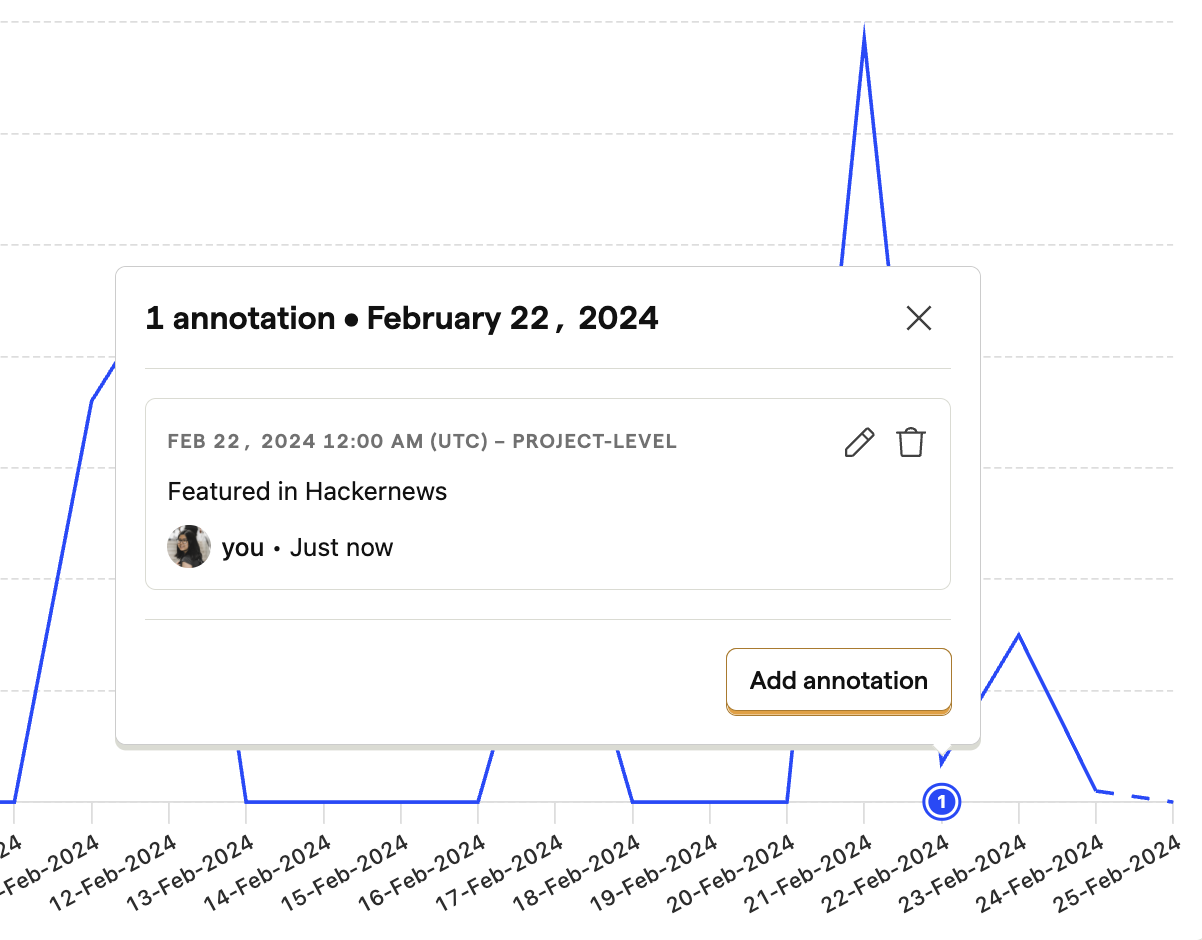 1 annotation • February 22, 2024
FEB 22, 2024 12:00 AM (UTC) – PROJECT-LEVEL
Featured in Hackernews
you • Just now
Add annotation
1
24
-Feb-2024
12-Feb-2024
13-Feb-2024
14-Feb-2024
15-Feb-2024
16-Feb-2024
17-Feb-2024
18-Feb-2024
19-Feb-2024
20-Feb-2024
21-Feb-2024
22-Feb-2024
23-Feb-2024
24-Feb-2024
25-Feb-2024